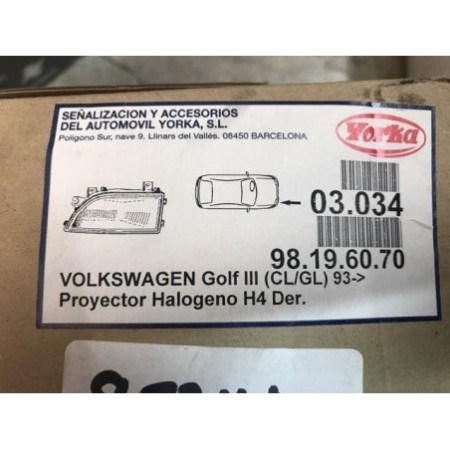 SEÑALIZACION Y ACCESORIOS
DEL AUTOMOVIL YORKA, S.L.
Poligono Sur, nave 9. Llinars del Vallés. 08450 BARCELONA
Yorka
03.034
98.19.60.70
VOLKSWAGEN Golf III (CL/GL) 93->
Proyector Halogeno H4 Der.